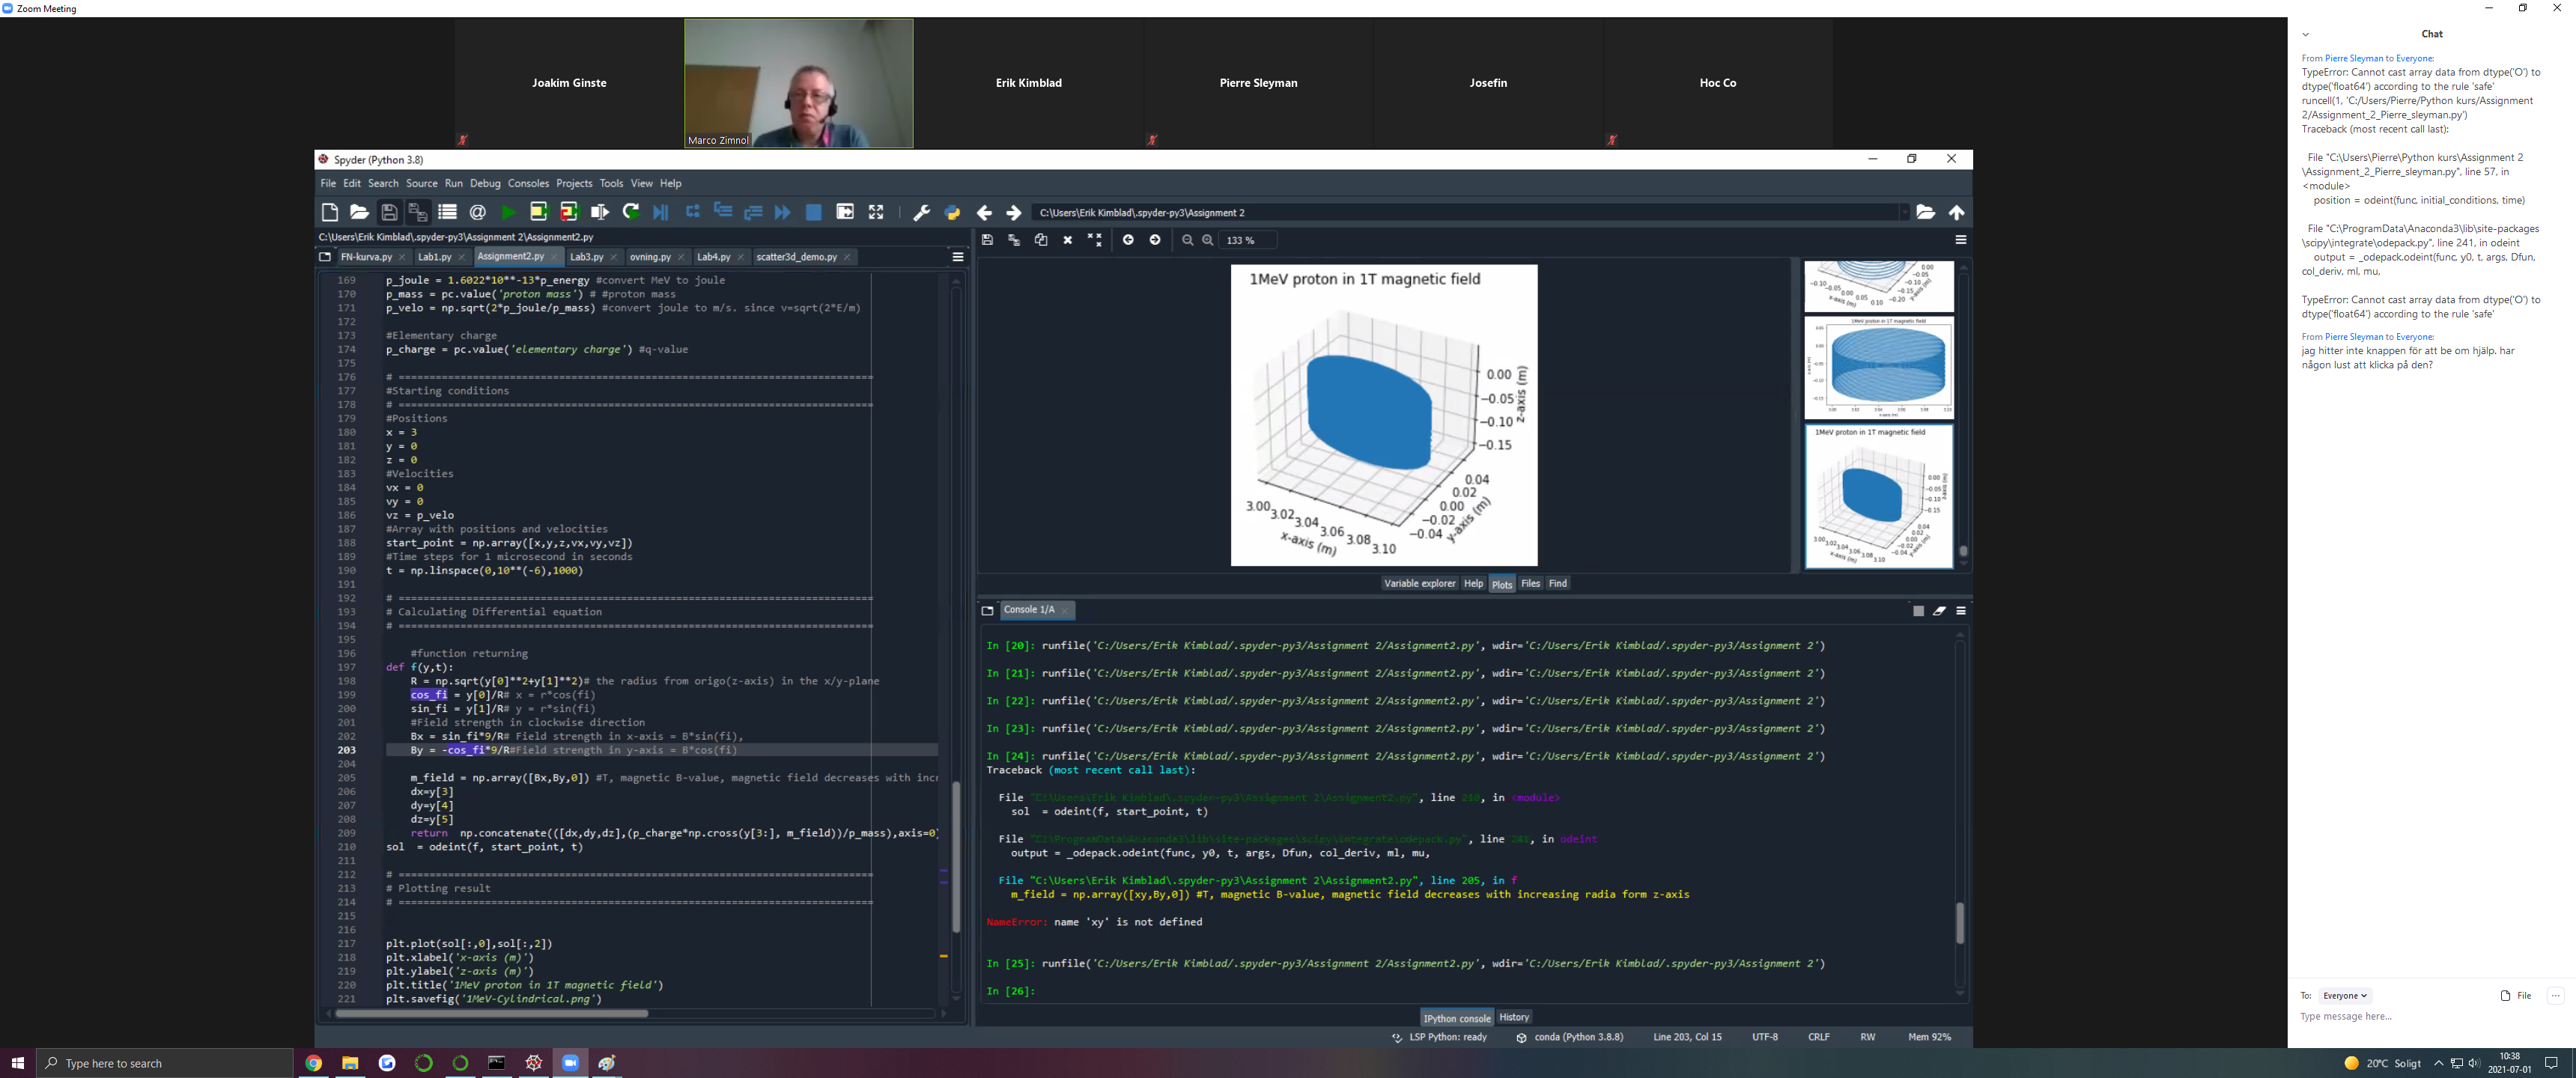 Zoom Meeting
Joakim Ginste
Marco Zimnol
Erik Kimblad
Pierre Sleyman
Josefin
Hoc Co
Spyder (Python 3.8)
File Edit Search Source Run Debug Consoles Projects Tools View Help
C:\Users\Erik Kimblad\.spyder-py3\Assignment 2
C:\Users\Erik Kimblad\.spyder-py3\Assignment 2\Assignment2.py
FN-kurva.py Lab1.py Assignment2.py Lab3.py ovning.py Lab4.py scatter3d_demo.py
169 p_joule = 1.6022*10**-13*p_energy #convert MeV to joule
170 p_mass = pc.value('proton mass') # #proton mass
171 p_velo = np.sqrt(2*p_joule/p_mass) #convert joule to m/s. since v=sqrt(2*E/m)
172
173 #Elementary charge
174 p_charge = pc.value('elementary charge') #q-value
175
176 # ==============================================================================
177 #Starting conditions
178 # ==============================================================================
179 #Positions
180 x = 3
181 y = 0
182 z = 0
183 #Velocities
184 vx = 0
185 vy = 0
186 vz = p_velo
187 #Array with positions and velocities
188 start_point = np.array([x,y,z,vx,vy,vz])
189 #Time steps for 1 microsecond in seconds
190 t = np.linspace(0,10**(-6),1000)
191
192 # ==============================================================================
193 # Calculating Differential equation
194 # ==============================================================================
195
196 #function returning
197 def f(y,t):
198 R = np.sqrt(y[0]**2+y[1]**2)# the radius from origo(z-axis) in the x/y-plane
199 cos_fi = y[0]/R# x = r*cos(fi)
200 sin_fi = y[1]/R# y = r*sin(fi)
201 #Field strength in clockwise direction
202 Bx = sin_fi*9/R# Field strength in x-axis = B*sin(fi),
203 By = -cos_fi*9/R#Field strength in y-axis = B*cos(fi)
204
205 m_field = np.array([Bx,By,0]) #T, magnetic B-value, magnetic field decreases with incr
206 dx=y[3]
207 dy=y[4]
208 dz=y[5]
209 return np.concatenate(([dx,dy,dz],(p_charge*np.cross(y[3:], m_field))/p_mass),axis=0)
210 sol = odeint(f, start_point, t)
211
212 # ==============================================================================
213 # Plotting result
214 # ==============================================================================
215
216
217 plt.plot(sol[:,0],sol[:,2])
218 plt.xlabel('x-axis (m)')
219 plt.ylabel('z-axis (m)')
220 plt.title('1MeV proton in 1T magnetic field')
221 plt.savefig('1MeV-Cylindrical.png')
133 %
1MeV proton in 1T magnetic field
0.00
−0.05
−0.10
−0.15
z-axis (m)
0.04
0.02
0.00
−0.02
−0.04
y-axis (m)
3.00 3.02 3.04 3.06 3.08 3.10
x-axis (m)
1MeV proton in 1T magnetic field
1MeV proton in 1T magnetic field
Variable explorer Help Plots Files Find
Console 1/A
In [20]: runfile('C:/Users/Erik Kimblad/.spyder-py3/Assignment 2/Assignment2.py', wdir='C:/Users/Erik Kimblad/.spyder-py3/Assignment 2')
In [21]: runfile('C:/Users/Erik Kimblad/.spyder-py3/Assignment 2/Assignment2.py', wdir='C:/Users/Erik Kimblad/.spyder-py3/Assignment 2')
In [22]: runfile('C:/Users/Erik Kimblad/.spyder-py3/Assignment 2/Assignment2.py', wdir='C:/Users/Erik Kimblad/.spyder-py3/Assignment 2')
In [23]: runfile('C:/Users/Erik Kimblad/.spyder-py3/Assignment 2/Assignment2.py', wdir='C:/Users/Erik Kimblad/.spyder-py3/Assignment 2')
In [24]: runfile('C:/Users/Erik Kimblad/.spyder-py3/Assignment 2/Assignment2.py', wdir='C:/Users/Erik Kimblad/.spyder-py3/Assignment 2')
Traceback (most recent call last):
File "C:\Users\Erik Kimblad\.spyder-py3\Assignment 2\Assignment2.py", line 210, in <module>
sol = odeint(f, start_point, t)
File "C:\ProgramData\Anaconda3\lib\site-packages\scipy\integrate\odepack.py", line 241, in odeint
output = _odepack.odeint(func, y0, t, args, Dfun, col_deriv, ml, mu,
File "C:\Users\Erik Kimblad\.spyder-py3\Assignment 2\Assignment2.py", line 205, in f
m_field = np.array([xy,By,0]) #T, magnetic B-value, magnetic field decreases with increasing radia form z-axis
NameError: name 'xy' is not defined
In [25]: runfile('C:/Users/Erik Kimblad/.spyder-py3/Assignment 2/Assignment2.py', wdir='C:/Users/Erik Kimblad/.spyder-py3/Assignment 2')
In [26]:
IPython console History
LSP Python: ready conda (Python 3.8.8) Line 203, Col 15 UTF-8 CRLF RW Mem 92%
Chat
From Pierre Sleyman to Everyone:
TypeError: Cannot cast array data from dtype('O') to
dtype('float64') according to the rule 'safe'
runcell(1, 'C:/Users/Pierre/Python kurs/Assignment
2/Assignment_2_Pierre_sleyman.py')
Traceback (most recent call last):
File "C:\Users\Pierre\Python kurs\Assignment 2
\Assignment_2_Pierre_sleyman.py", line 57, in
<module>
position = odeint(func, initial_conditions, time)
File "C:\ProgramData\Anaconda3\lib\site-packages
\scipy\integrate\odepack.py", line 241, in odeint
output = _odepack.odeint(func, y0, t, args, Dfun,
col_deriv, ml, mu,
TypeError: Cannot cast array data from dtype('O') to
dtype('float64') according to the rule 'safe'
From Pierre Sleyman to Everyone:
jag hitter inte knappen för att be om hjälp. har
någon lust att klicka på den?
To: Everyone File
Type message here...
Type here to search
20°C Soligt
10:38
2021-07-01